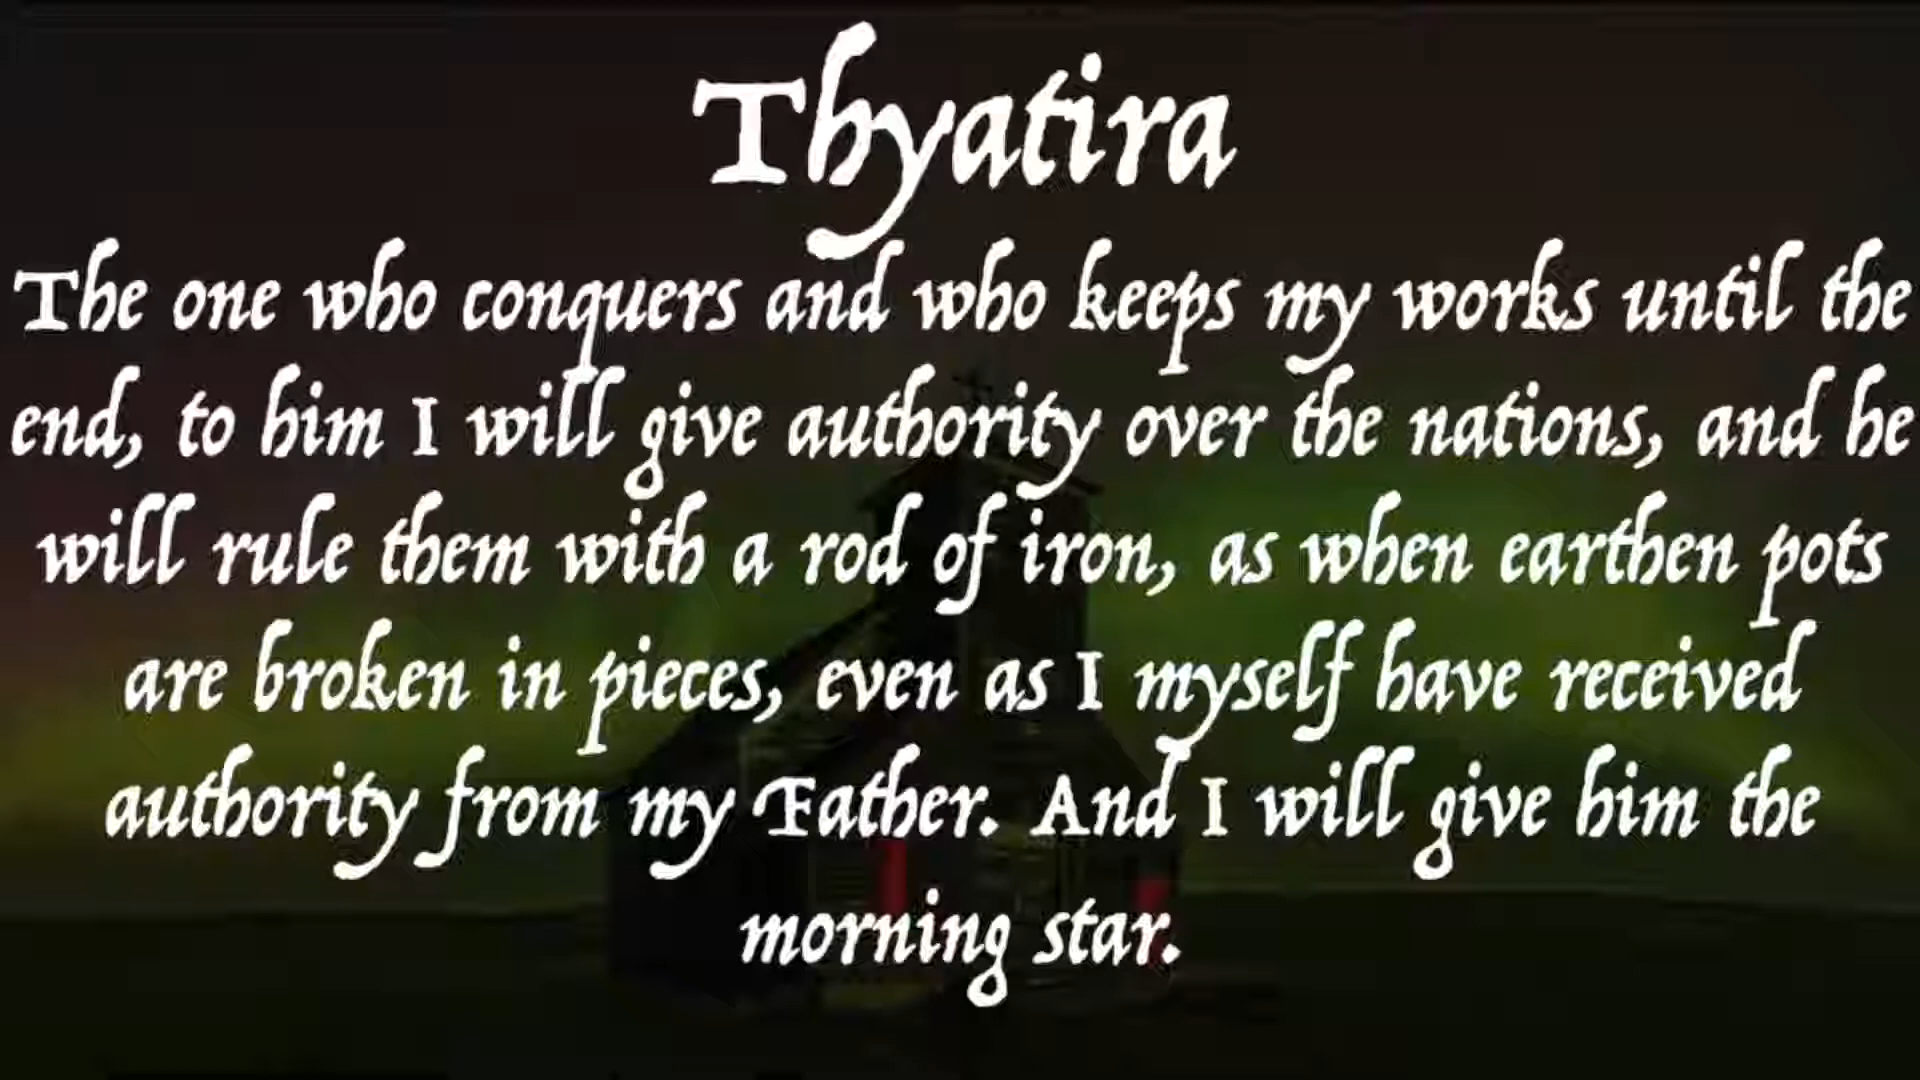 Thyatira
The one who conquers and who keeps my works until the
end, to him I will give authority over the nations, and he
will rule them with a rod of iron, as when earthen pots
are broken in pieces, even as I myself have received
authority from my Father. And I will give him the
morning star.